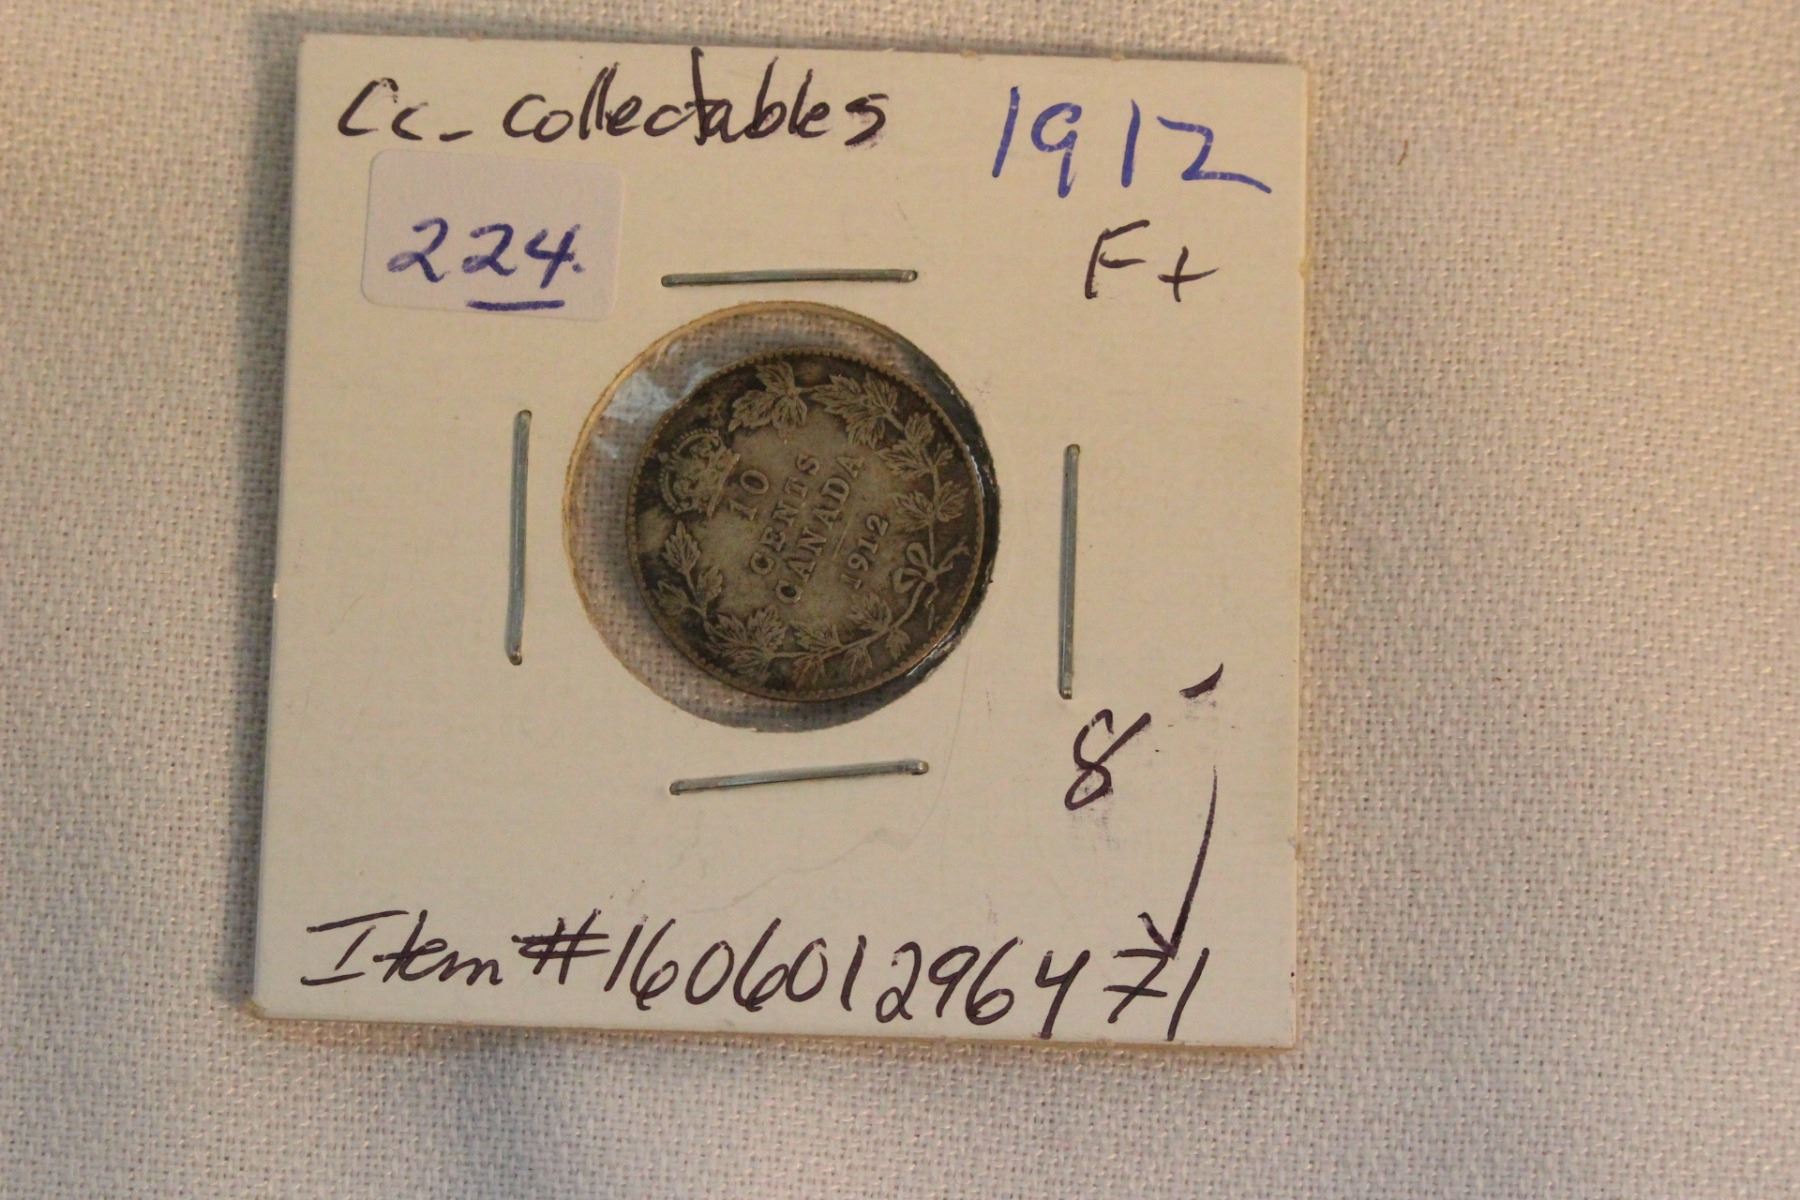 Cc_collectables 1912
224.
F+
10
CENTS
CANADA
1912
8
Item #160601296471